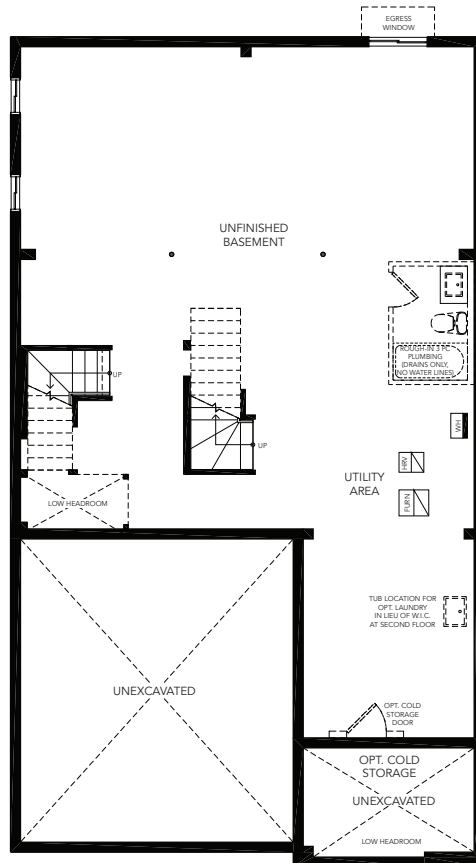 EGRESS
WINDOW
UNFINISHED
BASEMENT
ROUGH-IN 3 PC
PLUMBING
(DRAINS ONLY,
NO WATER LINES)
UP
UP
WH
HRV
UTILITY
AREA
FURN
LOW HEADROOM
TUB LOCATION FOR
OPT. LAUNDRY
IN LIEU OF W.I.C.
AT SECOND FLOOR
UNEXCAVATED
OPT. COLD
STORAGE
DOOR
OPT. COLD
STORAGE
UNEXCAVATED
LOW HEADROOM